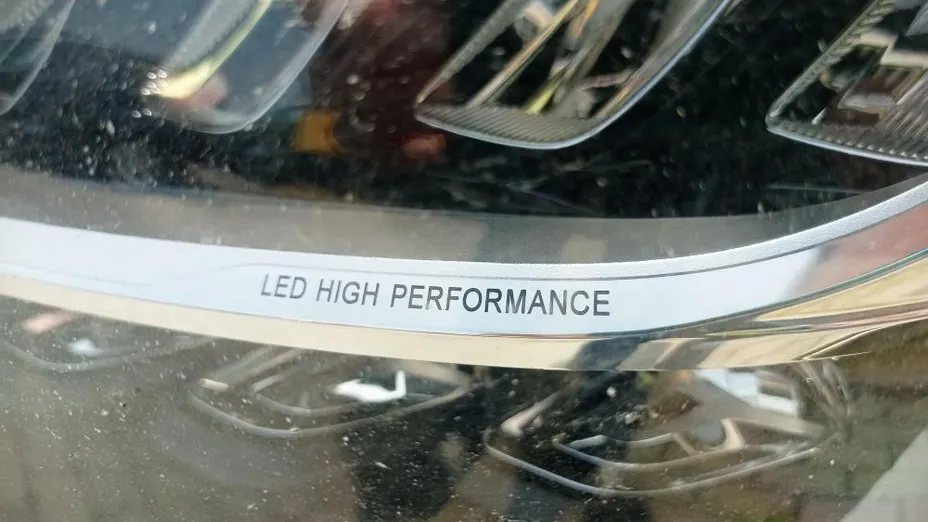 LED HIGH PERFORMANCE